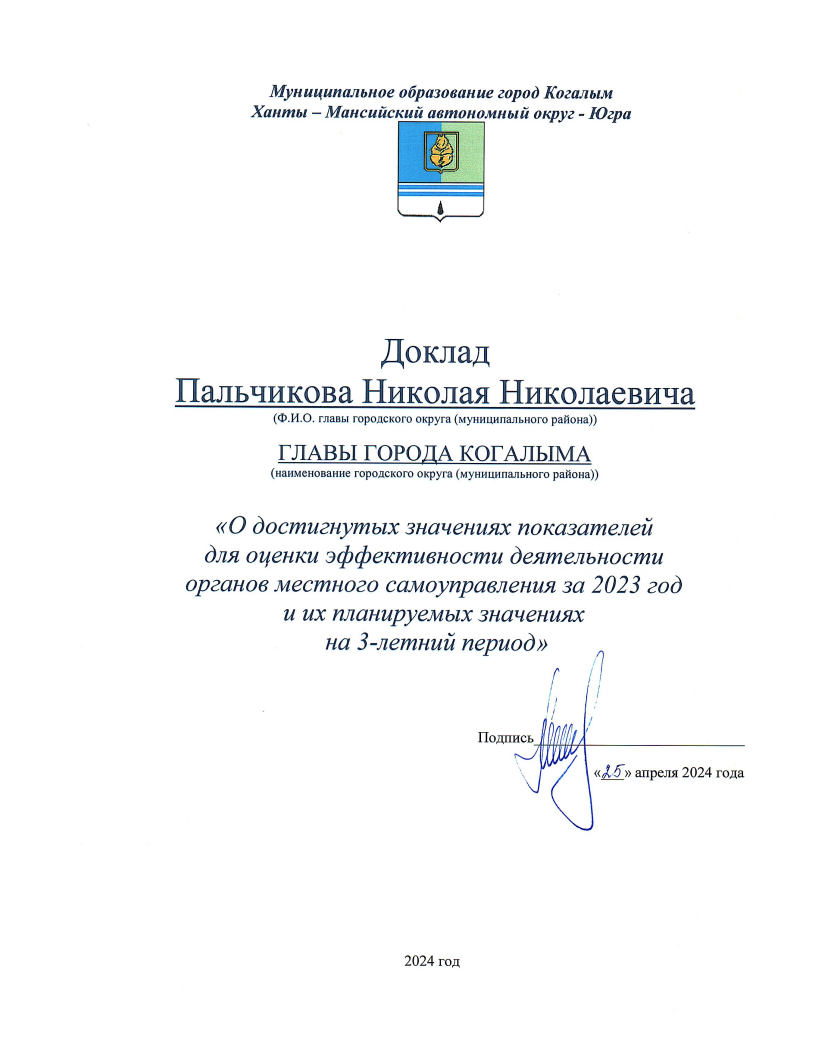 Муниципальное образование город Когалым
Ханты – Мансийский автономный округ - Югра
Доклад
Пальчикова Николая Николаевича
(Ф.И.О. главы городского округа (муниципального района))
ГЛАВЫ ГОРОДА КОГАЛЫМА
(наименование городского округа (муниципального района))
«О достигнутых значениях показателей
для оценки эффективности деятельности
органов местного самоуправления за 2023 год
и их планируемых значениях
на 3-летний период»
Подпись
«25» апреля 2024 года
2024 год